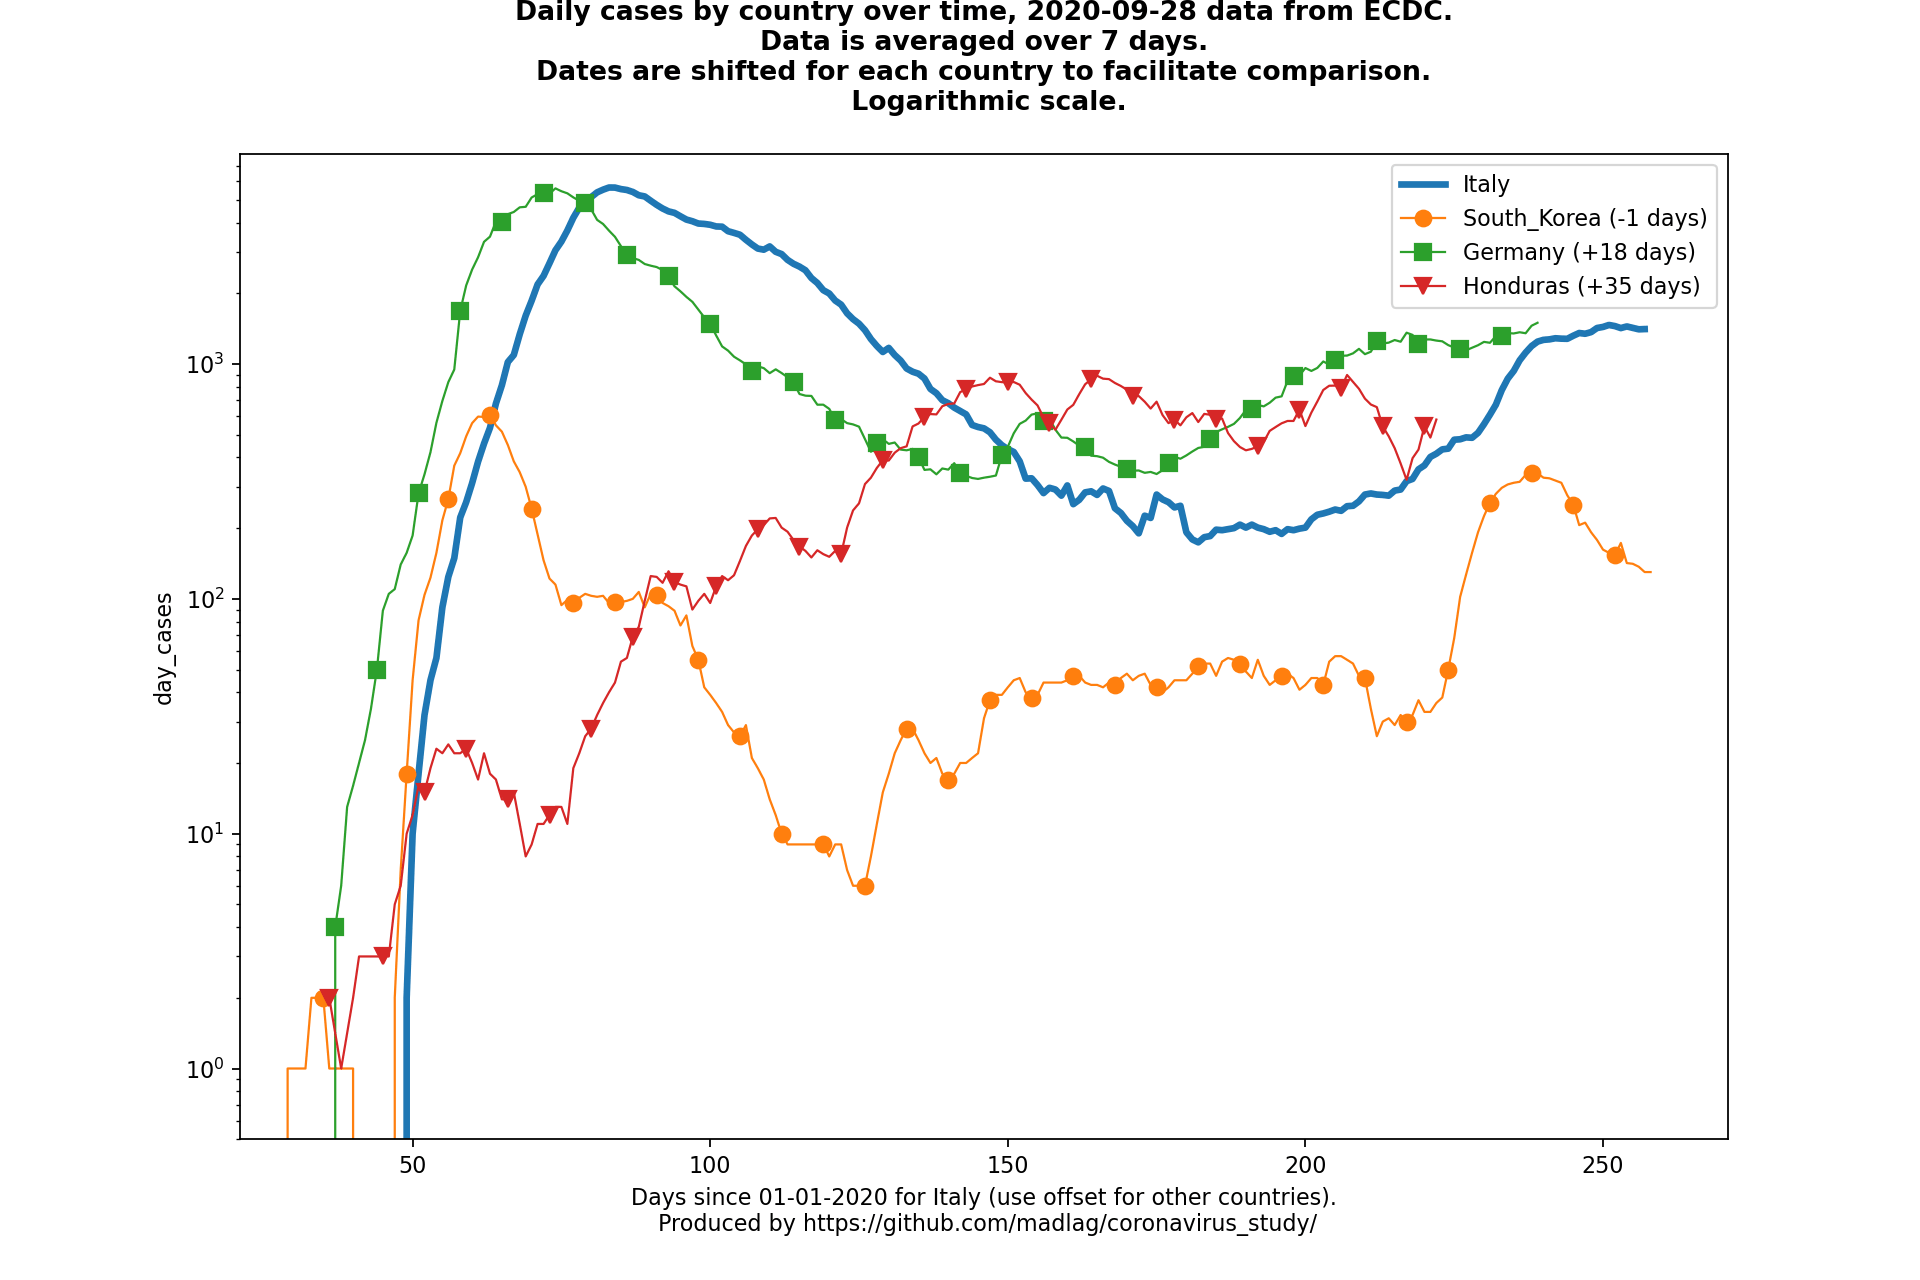 Daily cases by country over time, 2020-09-28 data from ECDC.
Data is averaged over 7 days.
Dates are shifted for each country to facilitate comparison.
Logarithmic scale.
Italy
South_Korea (-1 days)
Germany (+18 days)
Honduras (+35 days)
day_cases
10³
10²
10¹
10⁰
50
100
150
200
250
Days since 01-01-2020 for Italy (use offset for other countries).
Produced by https://github.com/madlag/coronavirus_study/